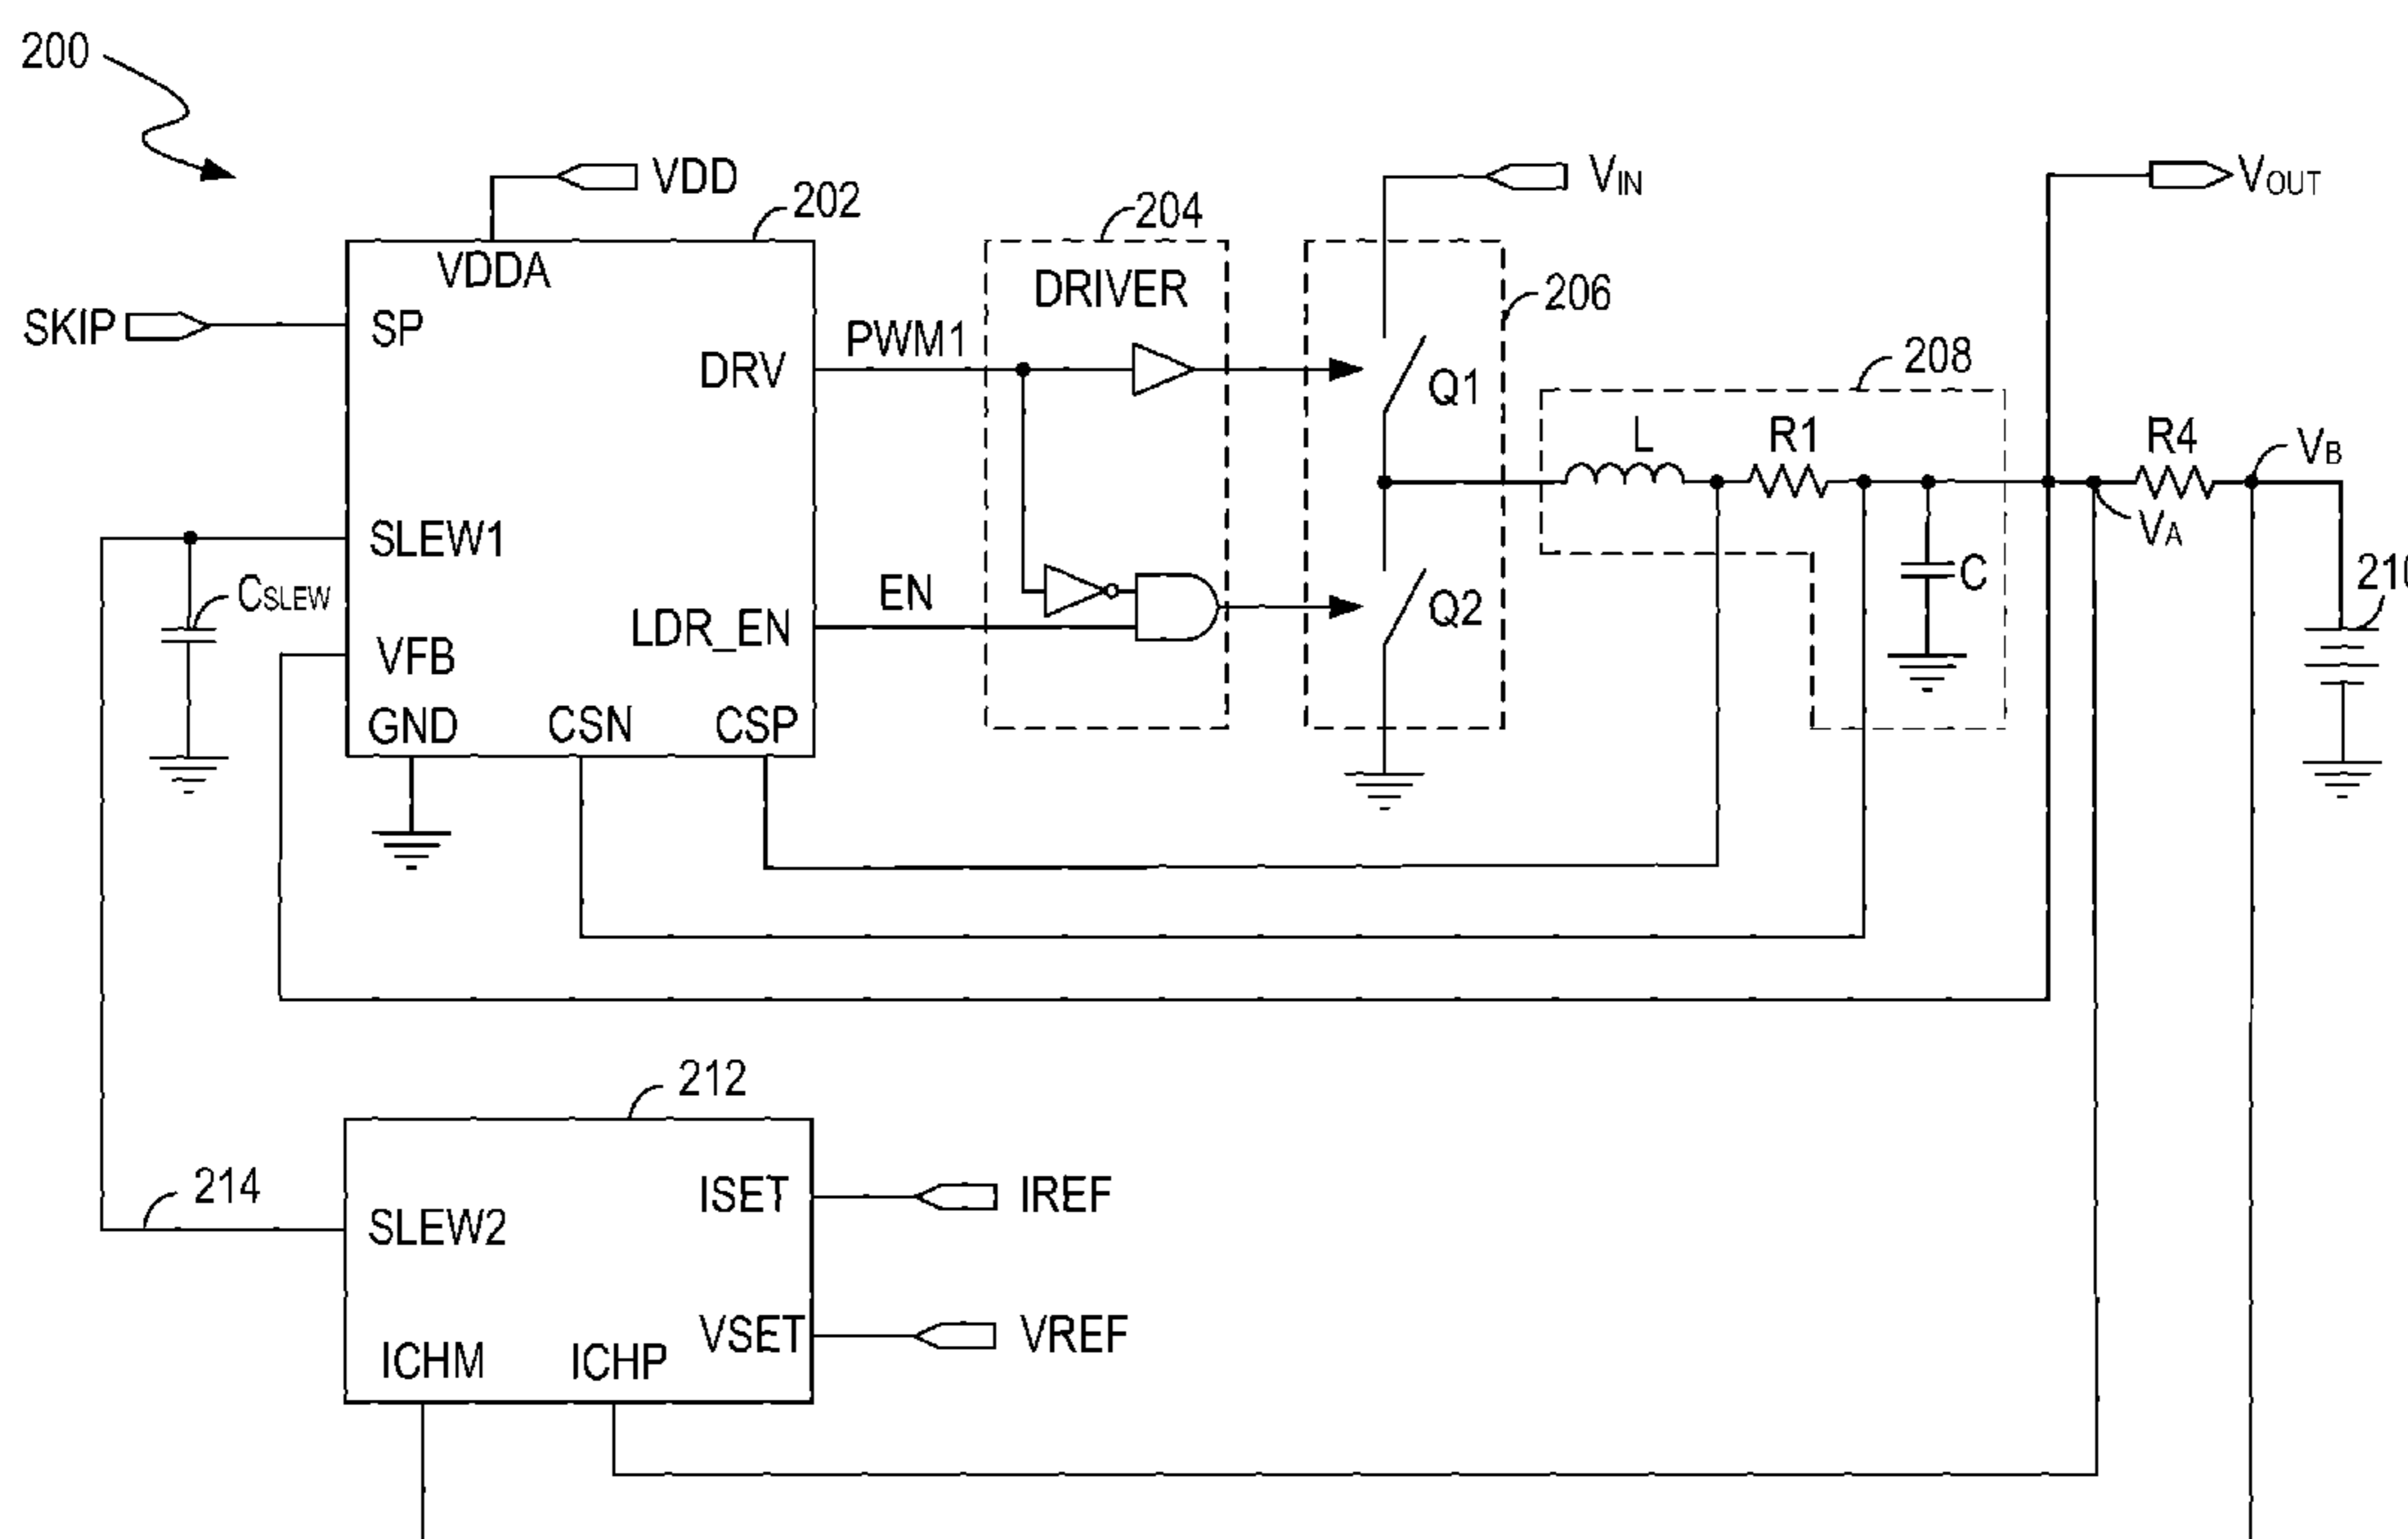 200
VDD
VIN
VOUT
202
204
VDDA
DRIVER
206
SKIP
SP
PWM1
DRV
Q1
208
L
R1
R4
VB
VA
SLEW1
CSLEW
EN
LDR_EN
Q2
C
VFB
GND
CSN
CSP
212
214
ISET
IREF
SLEW2
VSET
VREF
ICHM
ICHP